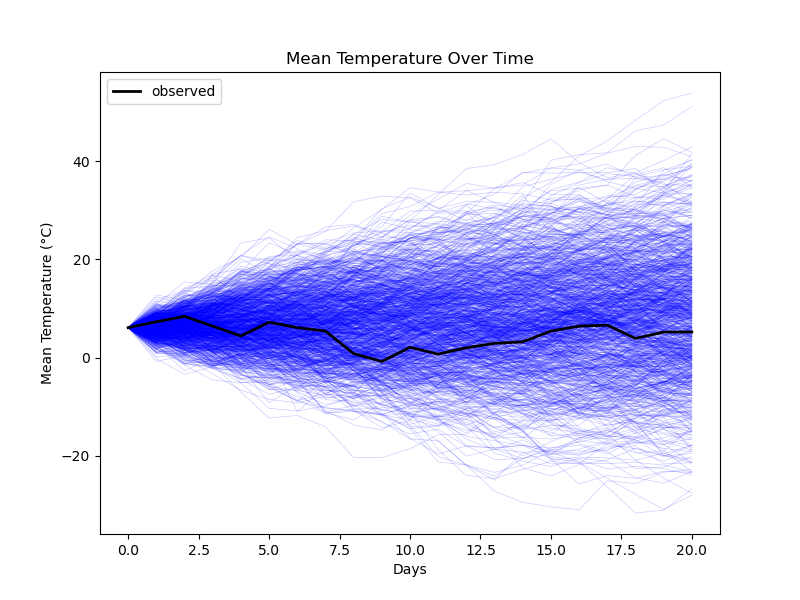 Mean Temperature Over Time
observed
Mean Temperature (°C)
40
20
0
−20
0.0 2.5 5.0 7.5 10.0 12.5 15.0 17.5 20.0
Days